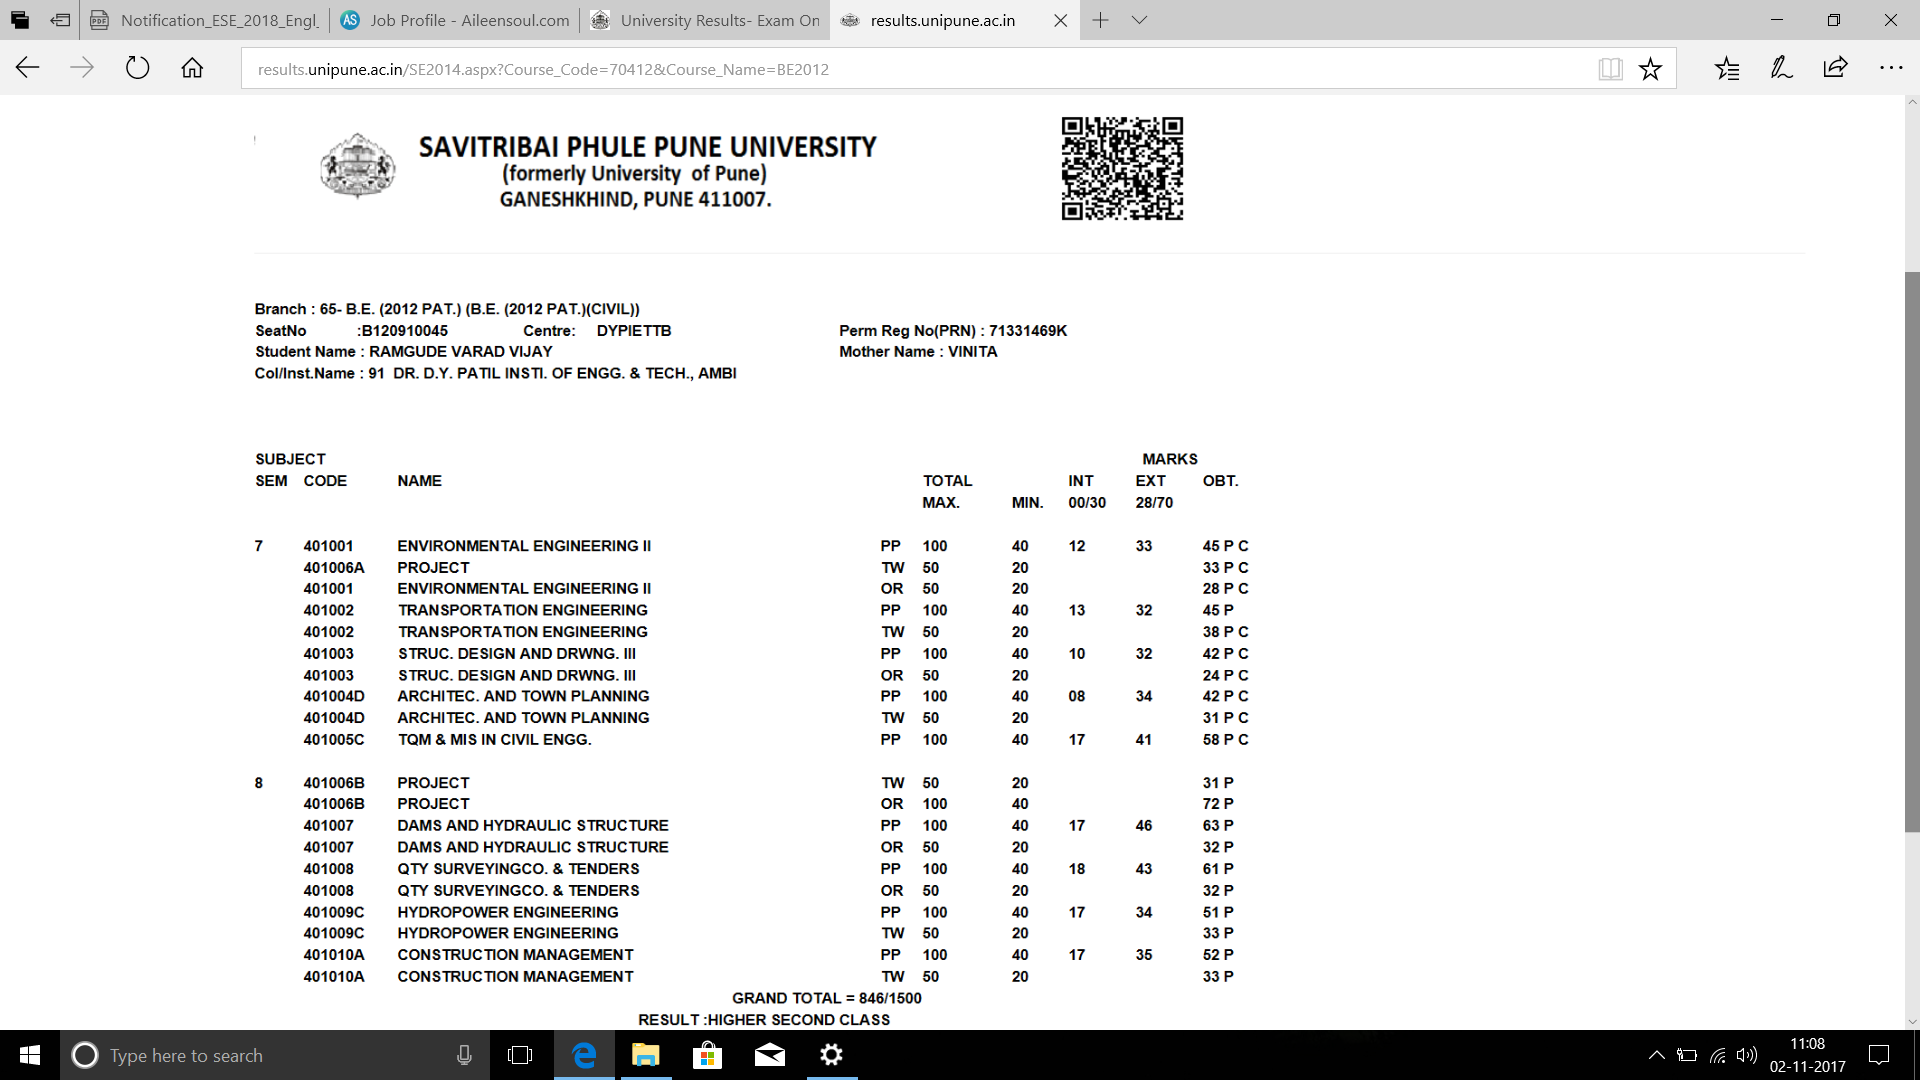 Notification_ESE_2018_Engl Job Profile - Aileensoul.com University Results- Exam On results.unipune.ac.in
results.unipune.ac.in/SE2014.aspx?Course_Code=70412&Course_Name=BE2012
SAVITRIBAI PHULE PUNE UNIVERSITY
(formerly University of Pune)
GANESHKHIND, PUNE 411007.
Branch : 65- B.E. (2012 PAT.) (B.E. (2012 PAT.)(CIVIL))
SeatNo :B120910045 Centre: DYPIETTB Perm Reg No(PRN) : 71331469K
Student Name : RAMGUDE VARAD VIJAY Mother Name : VINITA
Col/Inst.Name : 91 DR. D.Y. PATIL INSTI. OF ENGG. & TECH., AMBI
SUBJECT MARKS
SEM CODE NAME TOTAL INT EXT OBT.
MAX. MIN. 00/30 28/70
7 401001 ENVIRONMENTAL ENGINEERING II PP 100 40 12 33 45 P C
401006A PROJECT TW 50 20 33 P C
401001 ENVIRONMENTAL ENGINEERING II OR 50 20 28 P C
401002 TRANSPORTATION ENGINEERING PP 100 40 13 32 45 P
401002 TRANSPORTATION ENGINEERING TW 50 20 38 P C
401003 STRUC. DESIGN AND DRWNG. III PP 100 40 10 32 42 P C
401003 STRUC. DESIGN AND DRWNG. III OR 50 20 24 P C
401004D ARCHITEC. AND TOWN PLANNING PP 100 40 08 34 42 P C
401004D ARCHITEC. AND TOWN PLANNING TW 50 20 31 P C
401005C TQM & MIS IN CIVIL ENGG. PP 100 40 17 41 58 P C
8 401006B PROJECT TW 50 20 31 P
401006B PROJECT OR 100 40 72 P
401007 DAMS AND HYDRAULIC STRUCTURE PP 100 40 17 46 63 P
401007 DAMS AND HYDRAULIC STRUCTURE OR 50 20 32 P
401008 QTY SURVEYINGCO. & TENDERS PP 100 40 18 43 61 P
401008 QTY SURVEYINGCO. & TENDERS OR 50 20 32 P
401009C HYDROPOWER ENGINEERING PP 100 40 17 34 51 P
401009C HYDROPOWER ENGINEERING TW 50 20 33 P
401010A CONSTRUCTION MANAGEMENT PP 100 40 17 35 52 P
401010A CONSTRUCTION MANAGEMENT TW 50 20 33 P
GRAND TOTAL = 846/1500
RESULT :HIGHER SECOND CLASS
Type here to search
11:08
02-11-2017